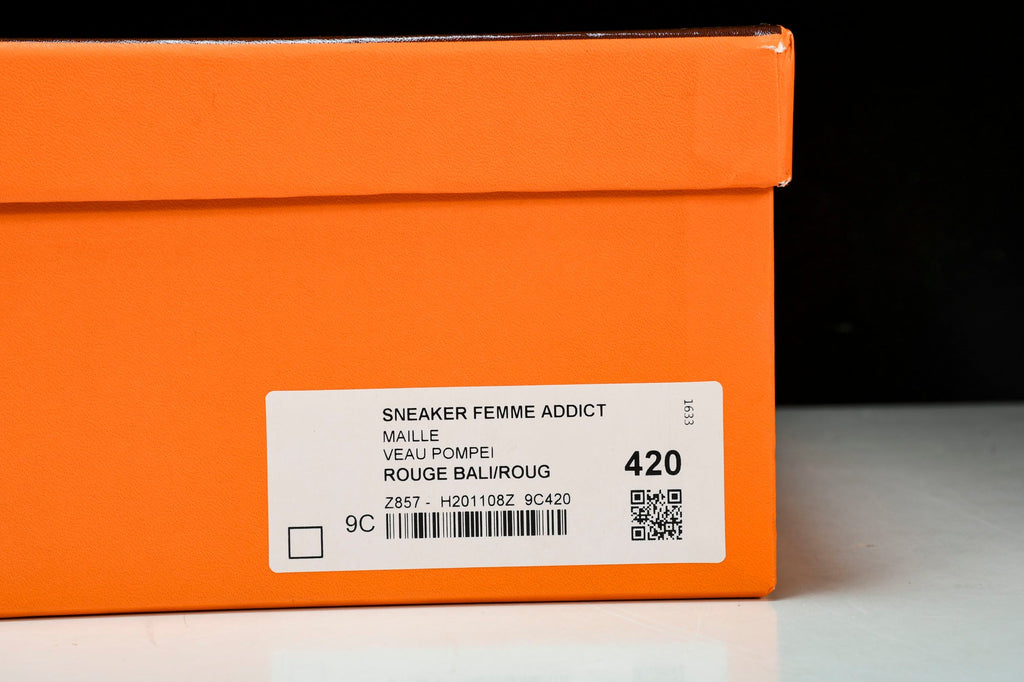 SNEAKER FEMME ADDICT
MAILLE
VEAU POMPEI
ROUGE BALI/ROUG
Z857 - H201108Z 9C420
9C
420
1633